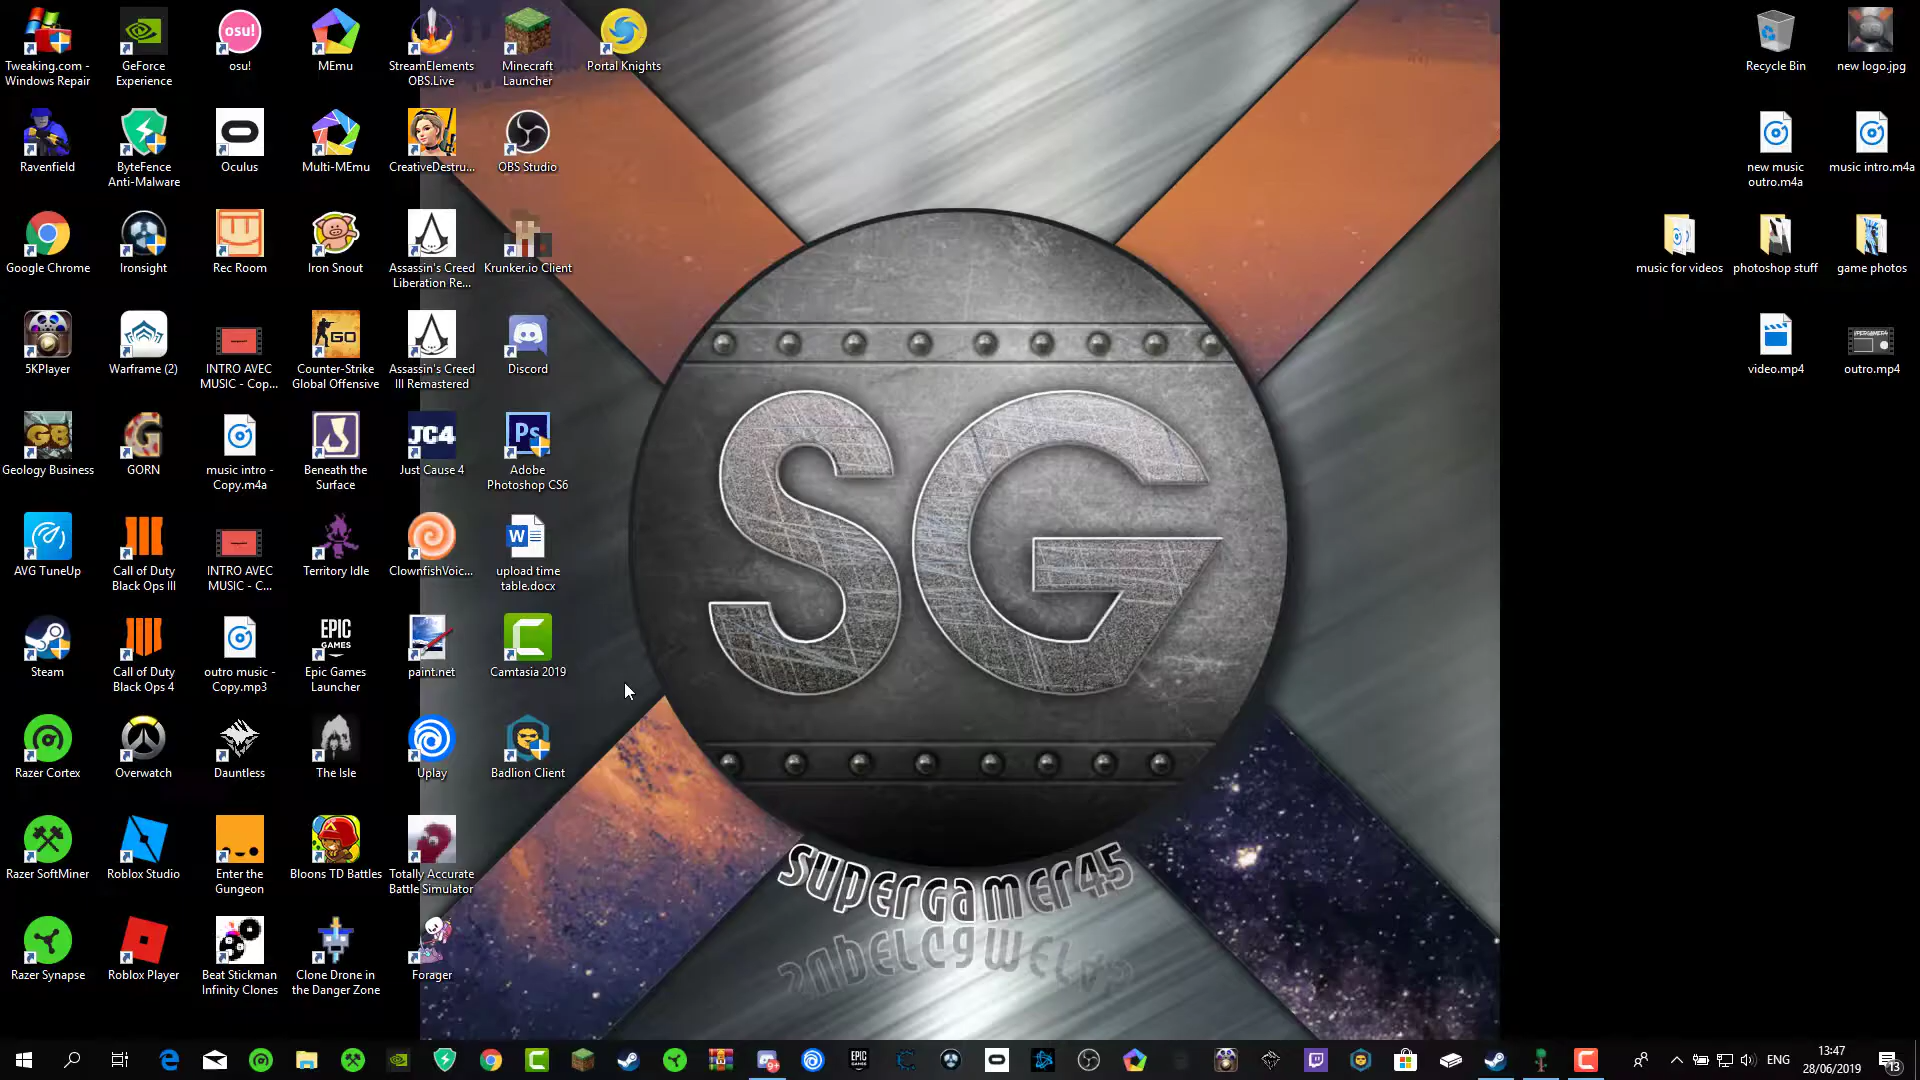 Tweaking.com -
Windows Repair
GeForce
Experience
osu!
osu!
MEmu
StreamElements
OBS.Live
Minecraft
Launcher
Portal Knights
Recycle Bin
new logo.jpg
Ravenfield
ByteFence
Anti-Malware
Oculus
Multi-MEmu
CreativeDestru...
OBS Studio
new music
outro.m4a
music intro.m4a
Google Chrome
Ironsight
Rec Room
Iron Snout
Assassin's Creed
Liberation Re...
Krunker.io Client
music for videos
photoshop stuff
game photos
5KPlayer
Warframe (2)
INTRO AVEC
MUSIC - Cop...
GO
Counter-Strike
Global Offensive
Assassin's Creed
III Remastered
Discord
video.mp4
outro.mp4
GB
Geology Business
G
GORN
music intro -
Copy.m4a
Beneath the
Surface
JC4
Just Cause 4
Ps
Adobe
Photoshop CS6
SG
AVG TuneUp
Call of Duty
Black Ops III
INTRO AVEC
MUSIC - C...
Territory Idle
ClownfishVoic...
W
upload time
table.docx
Steam
Call of Duty
Black Ops 4
outro music -
Copy.mp3
EPIC
GAMES
Epic Games
Launcher
paint.net
C
Camtasia 2019
Razer Cortex
Overwatch
Dauntless
The Isle
Uplay
Badlion Client
Razer SoftMiner
Roblox Studio
Enter the
Gungeon
Bloons TD Battles
Totally Accurate
Battle Simulator
supergamer45
Razer Synapse
Roblox Player
Beat Stickman
Infinity Clones
Clone Drone in
the Danger Zone
Forager
9+
EPIC
GAMES
ENG
13:47
28/06/2019
13